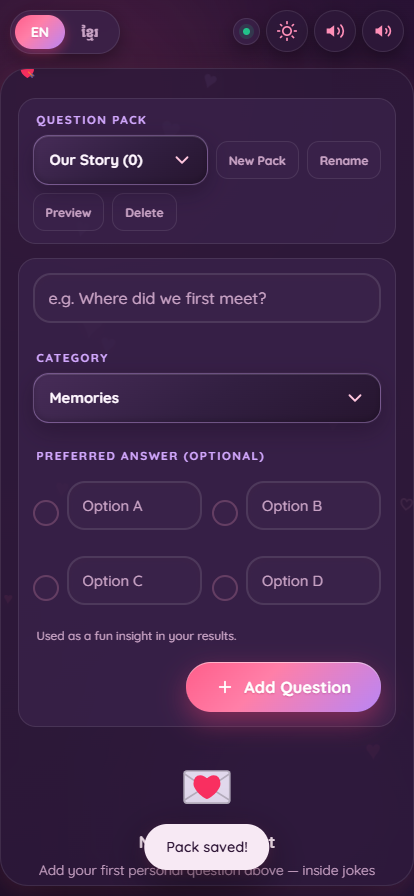 EN ខ្មែរ
QUESTION PACK
Our Story (0) New Pack Rename
Preview Delete
e.g. Where did we first meet?
CATEGORY
Memories
PREFERRED ANSWER (OPTIONAL)
Option A Option B
Option C Option D
Used as a fun insight in your results.
+ Add Question
Pack saved!
Add your first personal question above — inside jokes